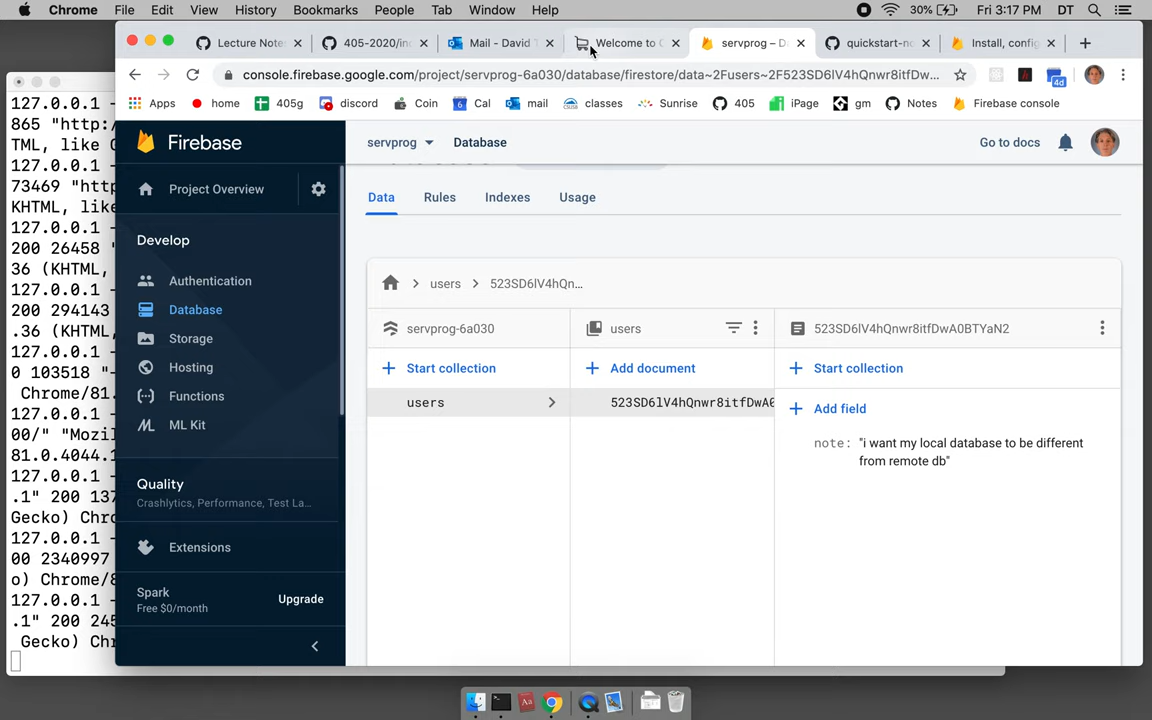 Chrome File Edit View History Bookmarks People Tab Window Help 30% Fri 3:17 PM DT
Lecture Notes 405-2020/in Mail - David T Welcome to servprog – D quickstart-n Install, config
console.firebase.google.com/project/servprog-6a030/database/firestore/data~2Fusers~2F523SD6lV4hQnwr8itfDw...
4d
Apps home 405g discord Coin Cal mail classes Sunrise 405 iPage gm Notes Firebase console
127.0.0.1 -
865 "http:/
TML, like G
127.0.0.1 -
73469 "http
KHTML, like
127.0.0.1 -
200 26458 "
36 (KHTML,
127.0.0.1 -
200 294143
.36 (KHTML,
127.0.0.1 -
0 103518 "-
Chrome/81.
127.0.0.1 -
00/" "Mozil
81.0.4044.1
127.0.0.1 -
.1" 200 137
Gecko) Chro
127.0.0.1 -
00 2340997
o) Chrome/8
127.0.0.1 -
.1" 200 245
Gecko) Chr
Firebase
servprog Database Go to docs
Project Overview
Data Rules Indexes Usage
Develop
Authentication
Database
Storage
Hosting
Functions
ML Kit
Quality
Crashlytics, Performance, Test La...
Extensions
Spark
Free $0/month
Upgrade
users 523SD6lV4hQn...
servprog-6a030 users 523SD6lV4hQnwr8itfDwA0BTYaN2
Start collection Add document Start collection
users 523SD6lV4hQnwr8itfDwA0 Add field
note: "i want my local database to be different
from remote db"